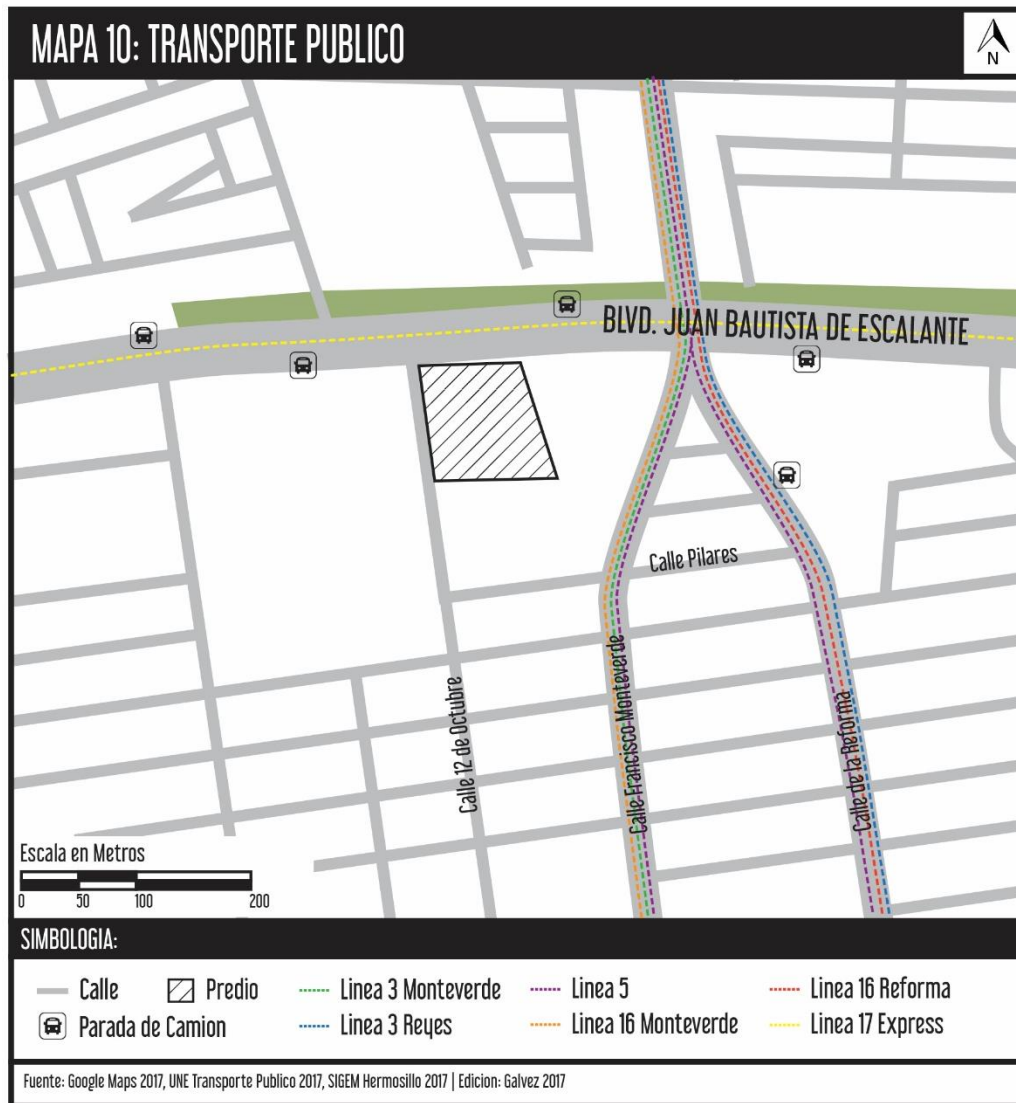 MAPA 10: TRANSPORTE PUBLICO
N
BLVD. JUAN BAUTISTA DE ESCALANTE
Calle Pilares
Calle 12 de Octubre
Calle Francisco Monteverde
Calle de la Reforma
Escala en Metros
0 50 100 200
SIMBOLOGIA:
Calle Predio Linea 3 Monteverde Linea 5 Linea 16 Reforma
Parada de Camion Linea 3 Reyes Linea 16 Monteverde Linea 17 Express
Fuente: Google Maps 2017, UNE Transporte Publico 2017, SIGEM Hermosillo 2017 | Edicion: Galvez 2017